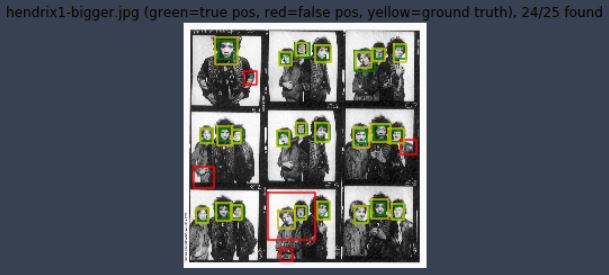 hendrix1-bigger.jpg (green=true pos, red=false pos, yellow=ground truth), 24/25 found